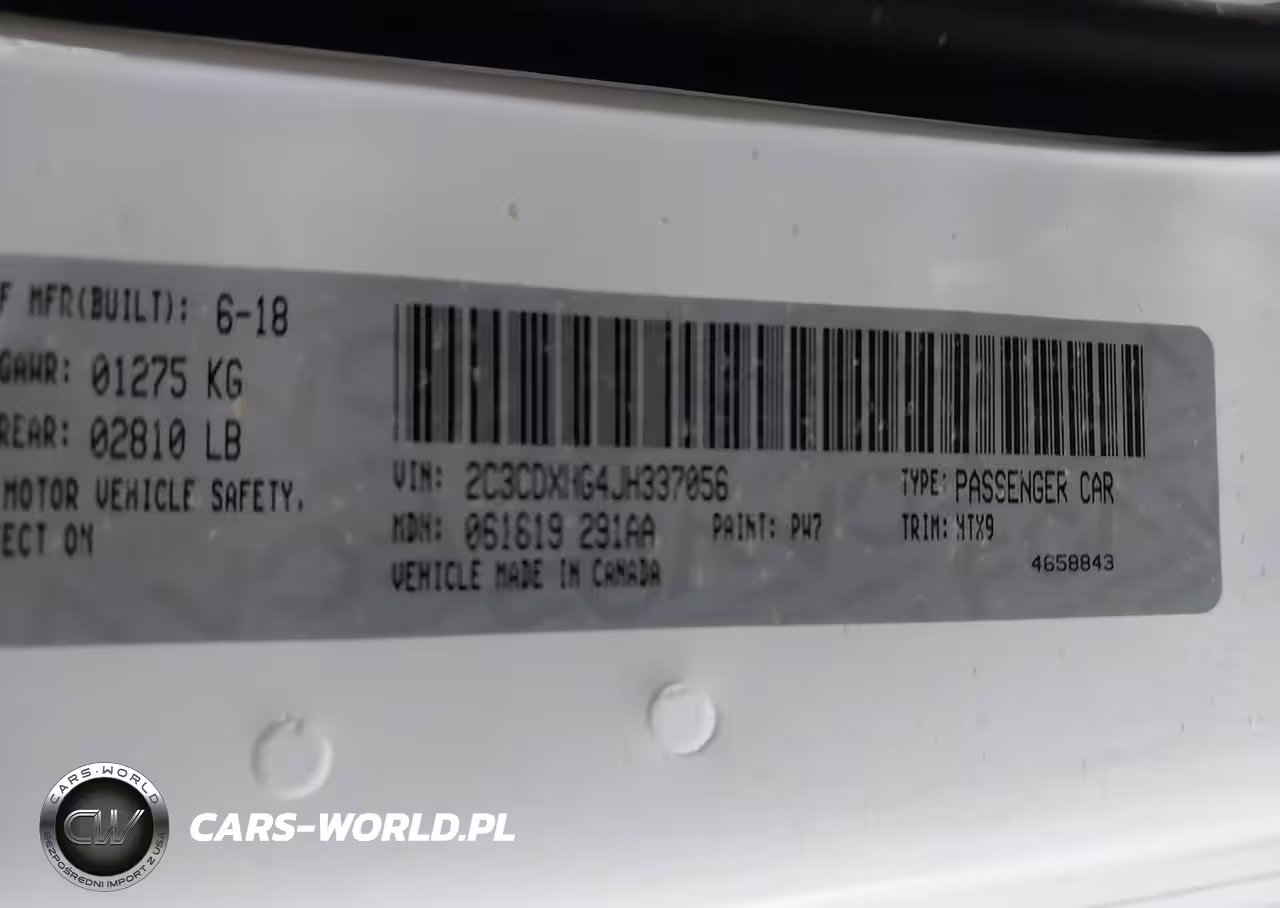 F MFR(BUILT): 6-18
GAWR: 01275 KG
REAR: 02810 LB
MOTOR VEHICLE SAFETY,
ECT ON
VIN: 2C3CDXHG4JH337056
TYPE: PASSENGER CAR
MDH: 061619 291AA
PAINT: PW7
TRIM: HTX9
VEHICLE MADE IN CANADA
4658843
CARS-WORLD
CW
BEZPOŚREDNI IMPORT Z USA
CARS-WORLD.PL